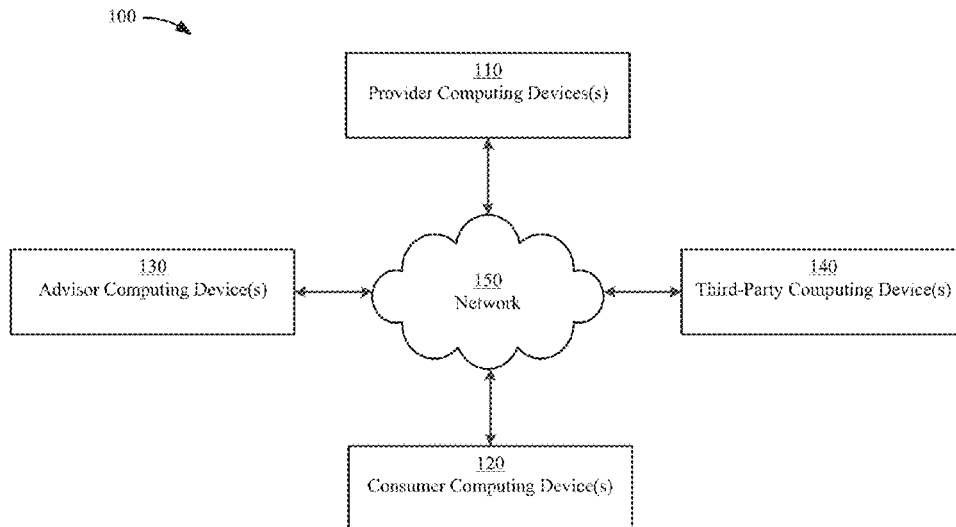 100
110
Provider Computing Devices(s)
130
Advisor Computing Device(s)
150
Network
140
Third-Party Computing Device(s)
120
Consumer Computing Device(s)